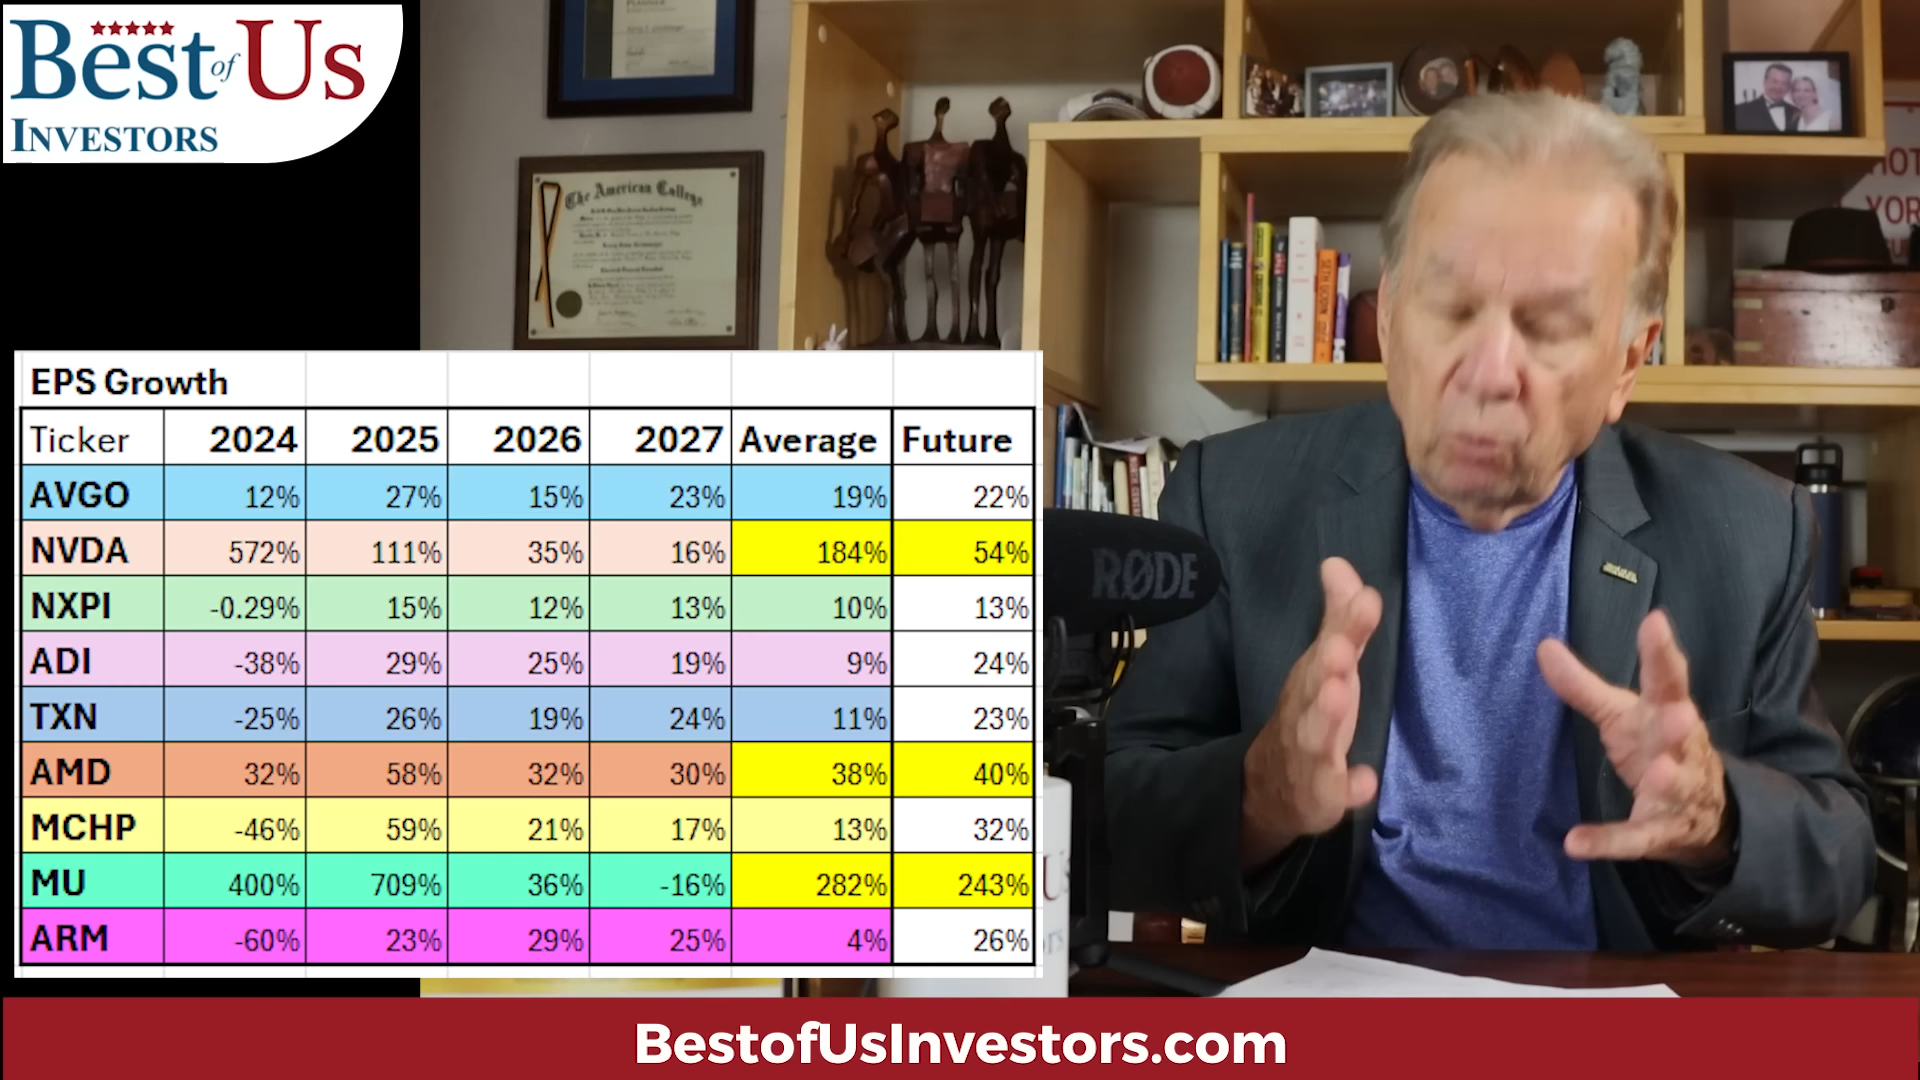 Best of Us
INVESTORS
The American College
HOT
YOR
RØDE
EPS Growth
Ticker 2024 2025 2026 2027 Average Future
AVGO 12% 27% 15% 23% 19% 22%
NVDA 572% 111% 35% 16% 184% 54%
NXPI -0.29% 15% 12% 13% 10% 13%
ADI -38% 29% 25% 19% 9% 24%
TXN -25% 26% 19% 24% 11% 23%
AMD 32% 58% 32% 30% 38% 40%
MCHP -46% 59% 21% 17% 13% 32%
MU 400% 709% 36% -16% 282% 243%
ARM -60% 23% 29% 25% 4% 26%
BestofUsInvestors.com